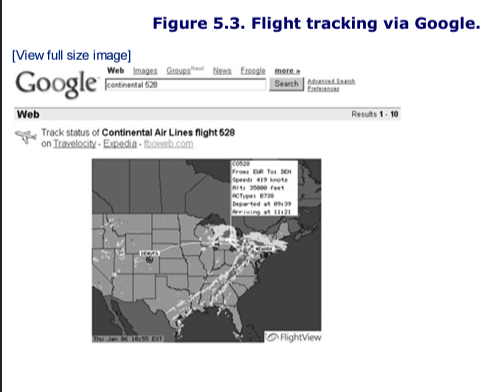 Figure 5.3. Flight tracking via Google.
[View full size image]
Web Images Groups New! News Froogle more »
Google
continental 528
Search
Advanced Search
Preferences
Web Results 1 - 10
Track status of Continental Air Lines flight 528
on Travelocity - Expedia - fboweb.com
CO528
From: EWR To: DEN
Speed: 419 knots
Alt: 35000 feet
ACType: B738
Departed at 09:39
Arriving at 11:21
DENVER
NEWARK
Thu Jan 06 10:55 EST
FlightView